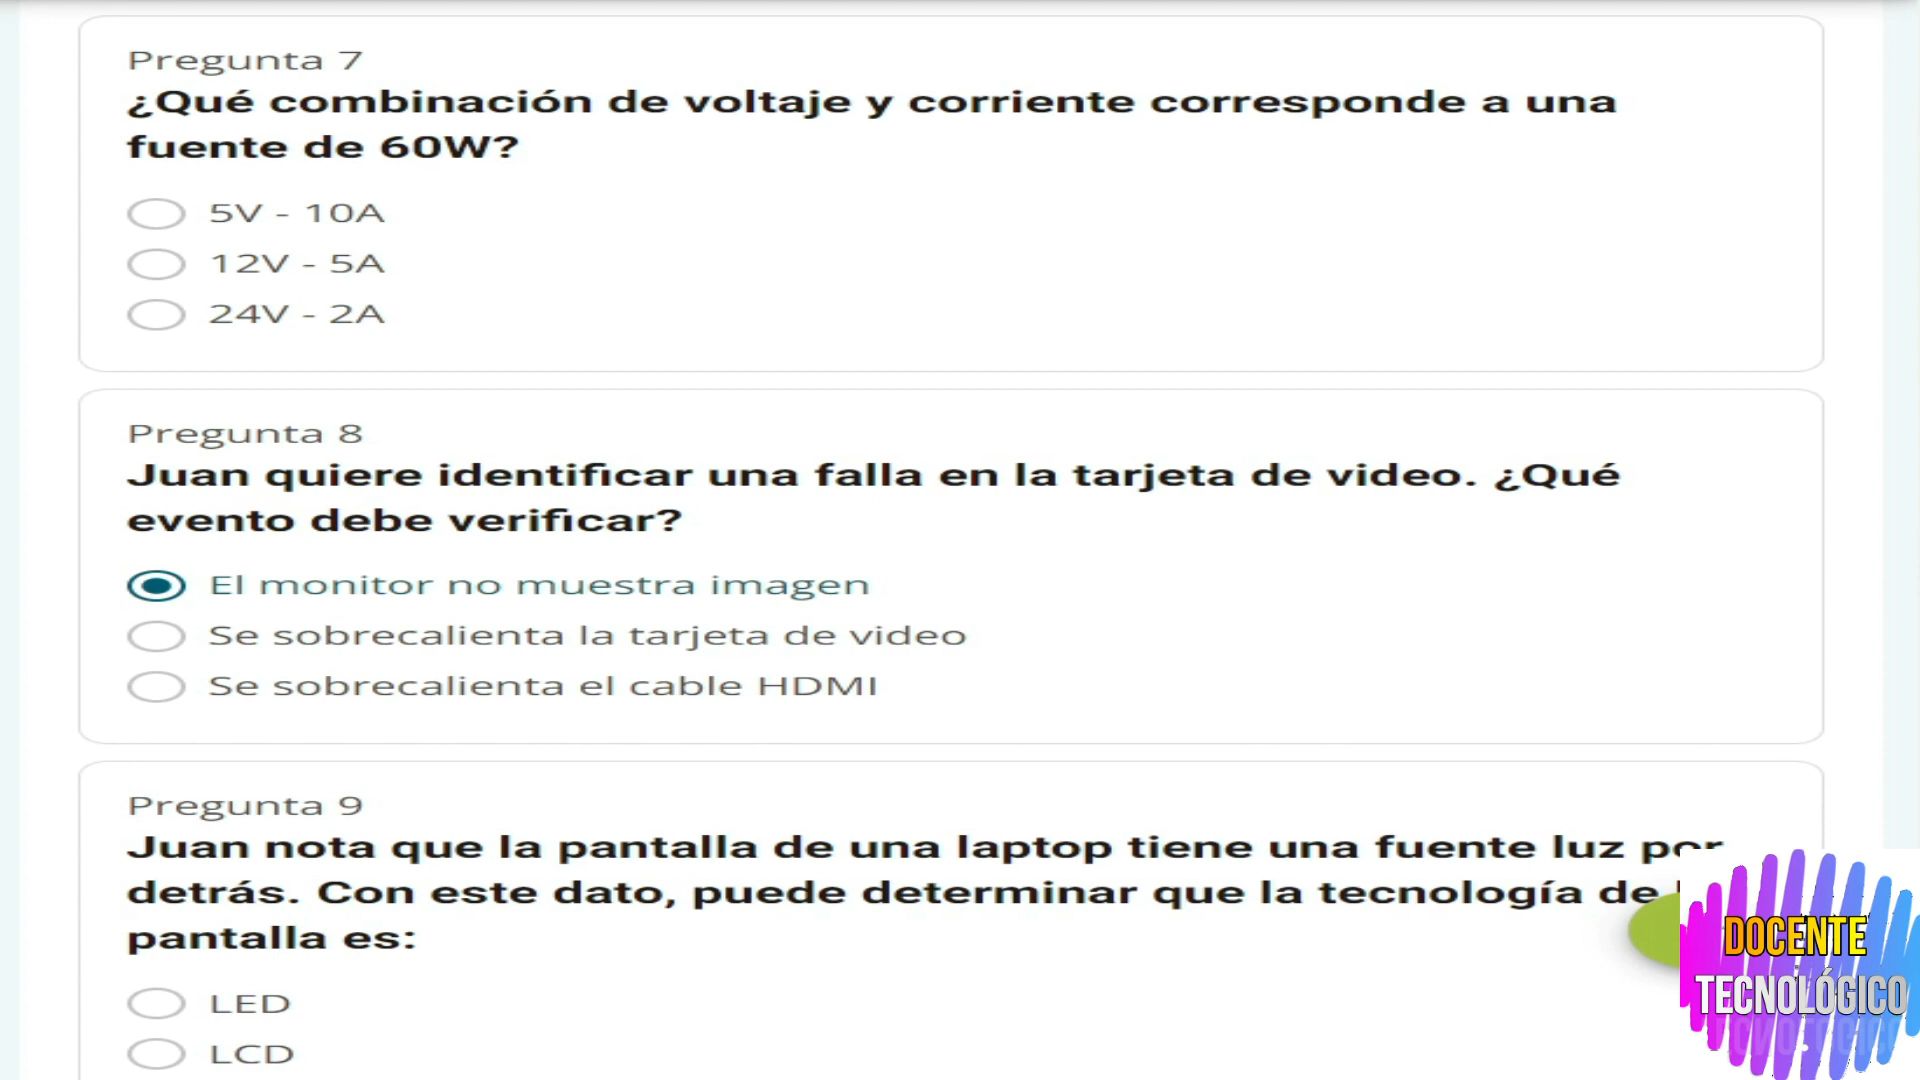 Pregunta 7
¿Qué combinación de voltaje y corriente corresponde a una
fuente de 60W?
5V - 10A
12V - 5A
24V - 2A
Pregunta 8
Juan quiere identificar una falla en la tarjeta de video. ¿Qué
evento debe verificar?
El monitor no muestra imagen
Se sobrecalienta la tarjeta de video
Se sobrecalienta el cable HDMI
Pregunta 9
Juan nota que la pantalla de una laptop tiene una fuente luz por
detrás. Con este dato, puede determinar que la tecnología de
pantalla es:
LED
LCD
DOCENTE
TECNOLÓGICO